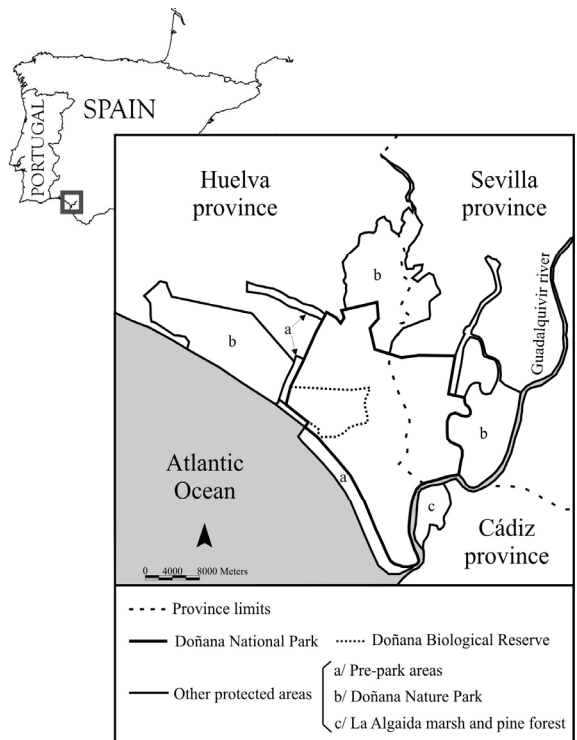 SPAIN
PORTUGAL
Huelva
province
Sevilla
province
Guadalquivir river
b
a
b
b
a
c
Atlantic
Ocean
Cádiz
province
0 4000 8000 Meters
Province limits
Doñana National Park
Doñana Biological Reserve
Other protected areas
a/ Pre-park areas
b/ Doñana Nature Park
c/ La Algaida marsh and pine forest